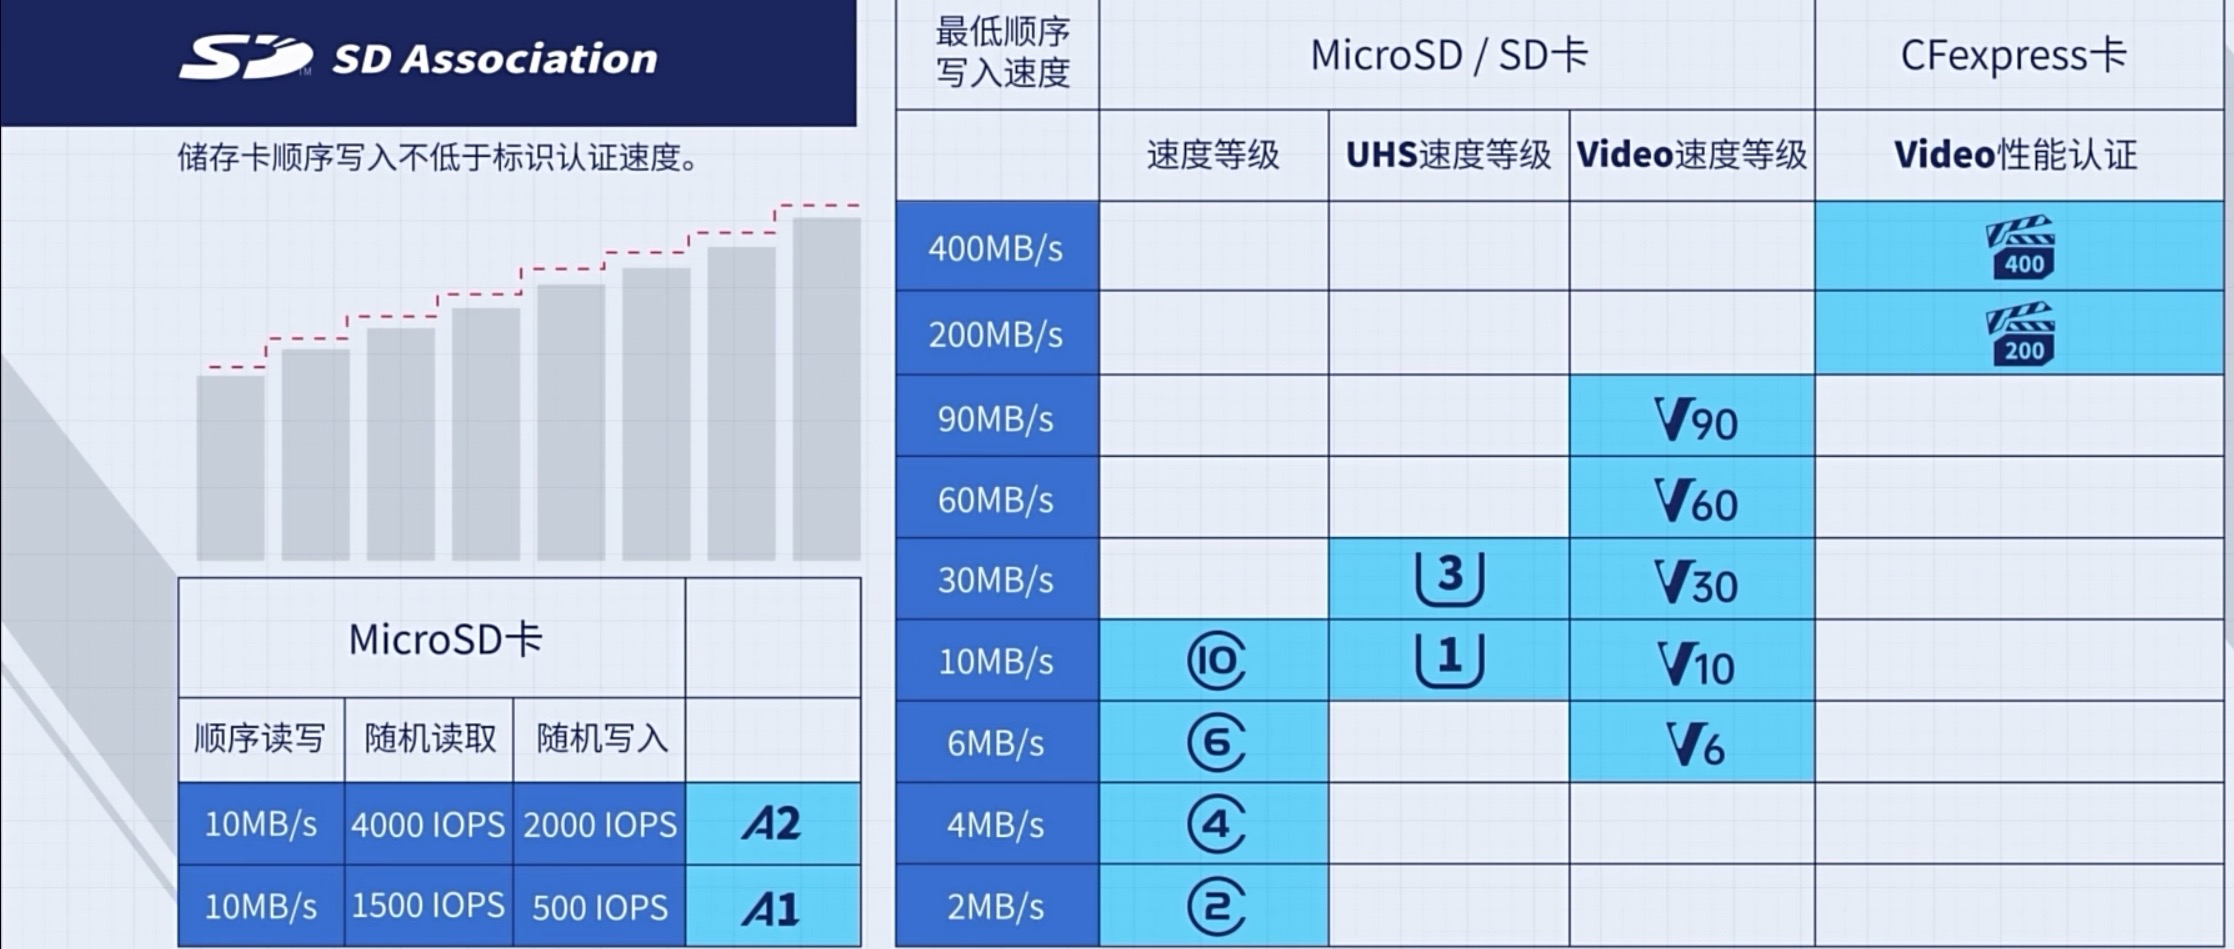 SD TM SD Association
储存卡顺序写入不低于标识认证速度。
MicroSD卡
顺序读写 随机读取 随机写入
10MB/s 4000 IOPS 2000 IOPS A2
10MB/s 1500 IOPS 500 IOPS A1
最低顺序
写入速度
MicroSD / SD卡 CFexpress卡
速度等级 UHS速度等级 Video速度等级 Video性能认证
400MB/s 400
200MB/s 200
90MB/s V90
60MB/s V60
30MB/s 3 V30
10MB/s 10 1 V10
6MB/s 6 V6
4MB/s 4
2MB/s 2